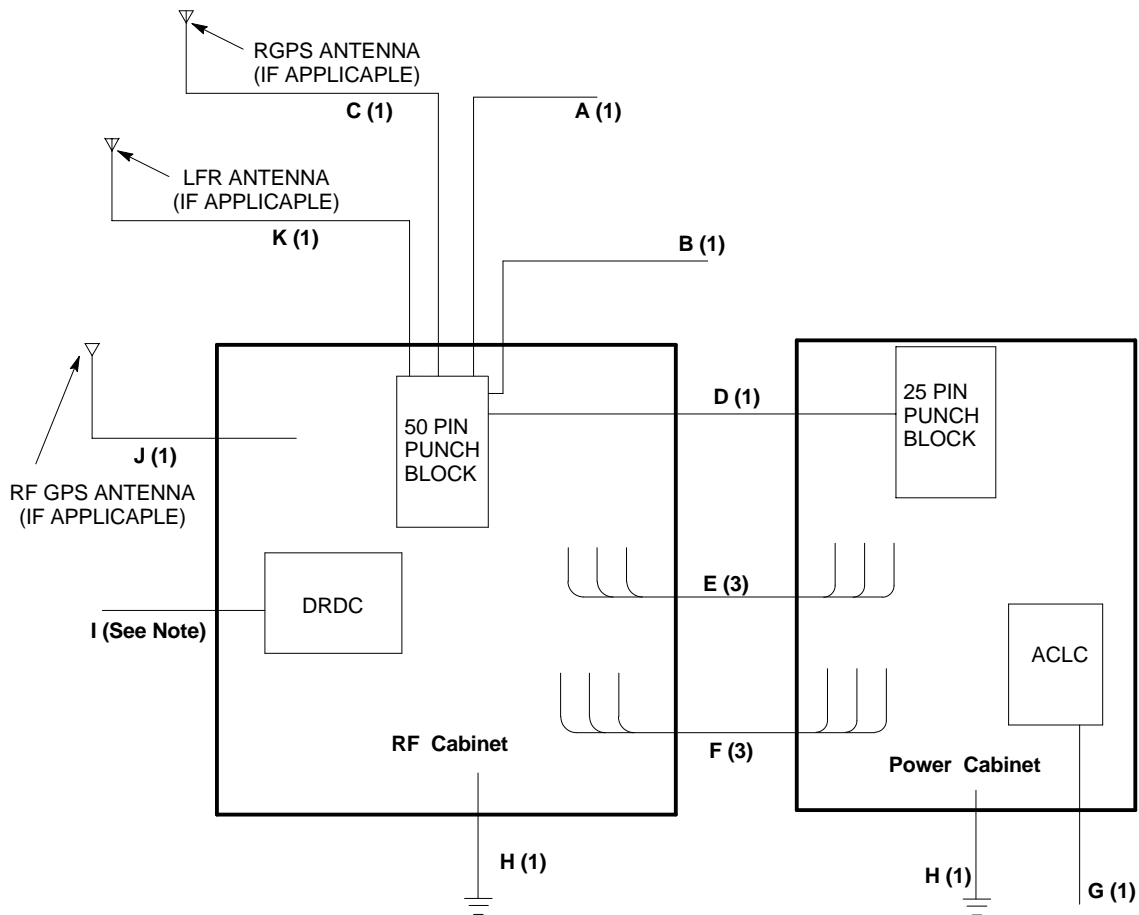 RGPS ANTENNA
(IF APPLICAPLE)
C (1)
A (1)
LFR ANTENNA
(IF APPLICAPLE)
K (1)
B (1)
D (1)
25 PIN
PUNCH
BLOCK
50 PIN
PUNCH
BLOCK
J (1)
RF GPS ANTENNA
(IF APPLICAPLE)
E (3)
DRDC
I (See Note)
ACLC
RF Cabinet
F (3)
Power Cabinet
H (1)
H (1)
G (1)